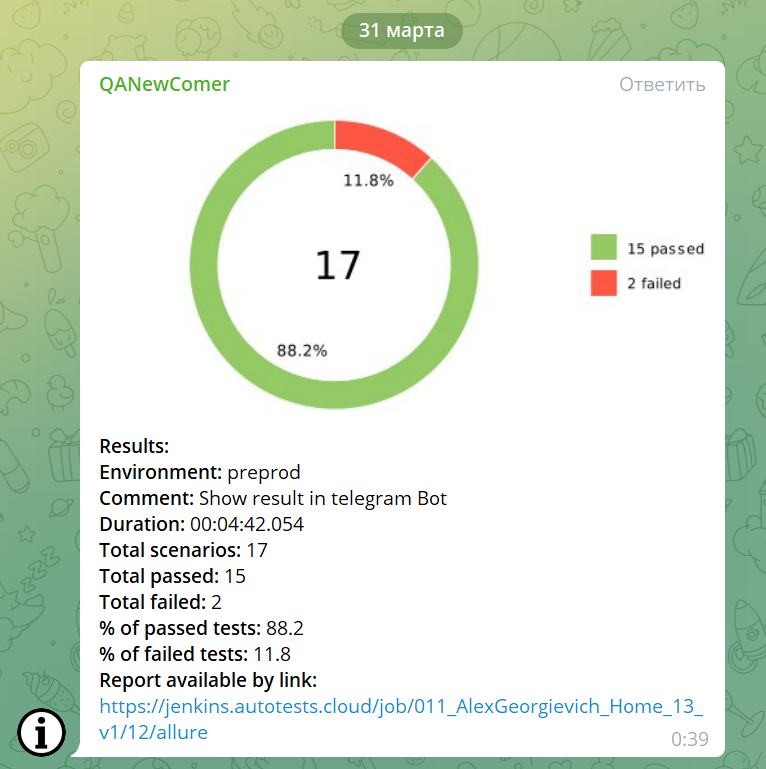 31 марта
QANewComer
Ответить
11.8%
17
15 passed
2 failed
88.2%
Results:
Environment: preprod
Comment: Show result in telegram Bot
Duration: 00:04:42.054
Total scenarios: 17
Total passed: 15
Total failed: 2
% of passed tests: 88.2
% of failed tests: 11.8
Report available by link:
https://jenkins.autotests.cloud/job/011_AlexGeorgievich_Home_13_
v1/12/allure
0:39